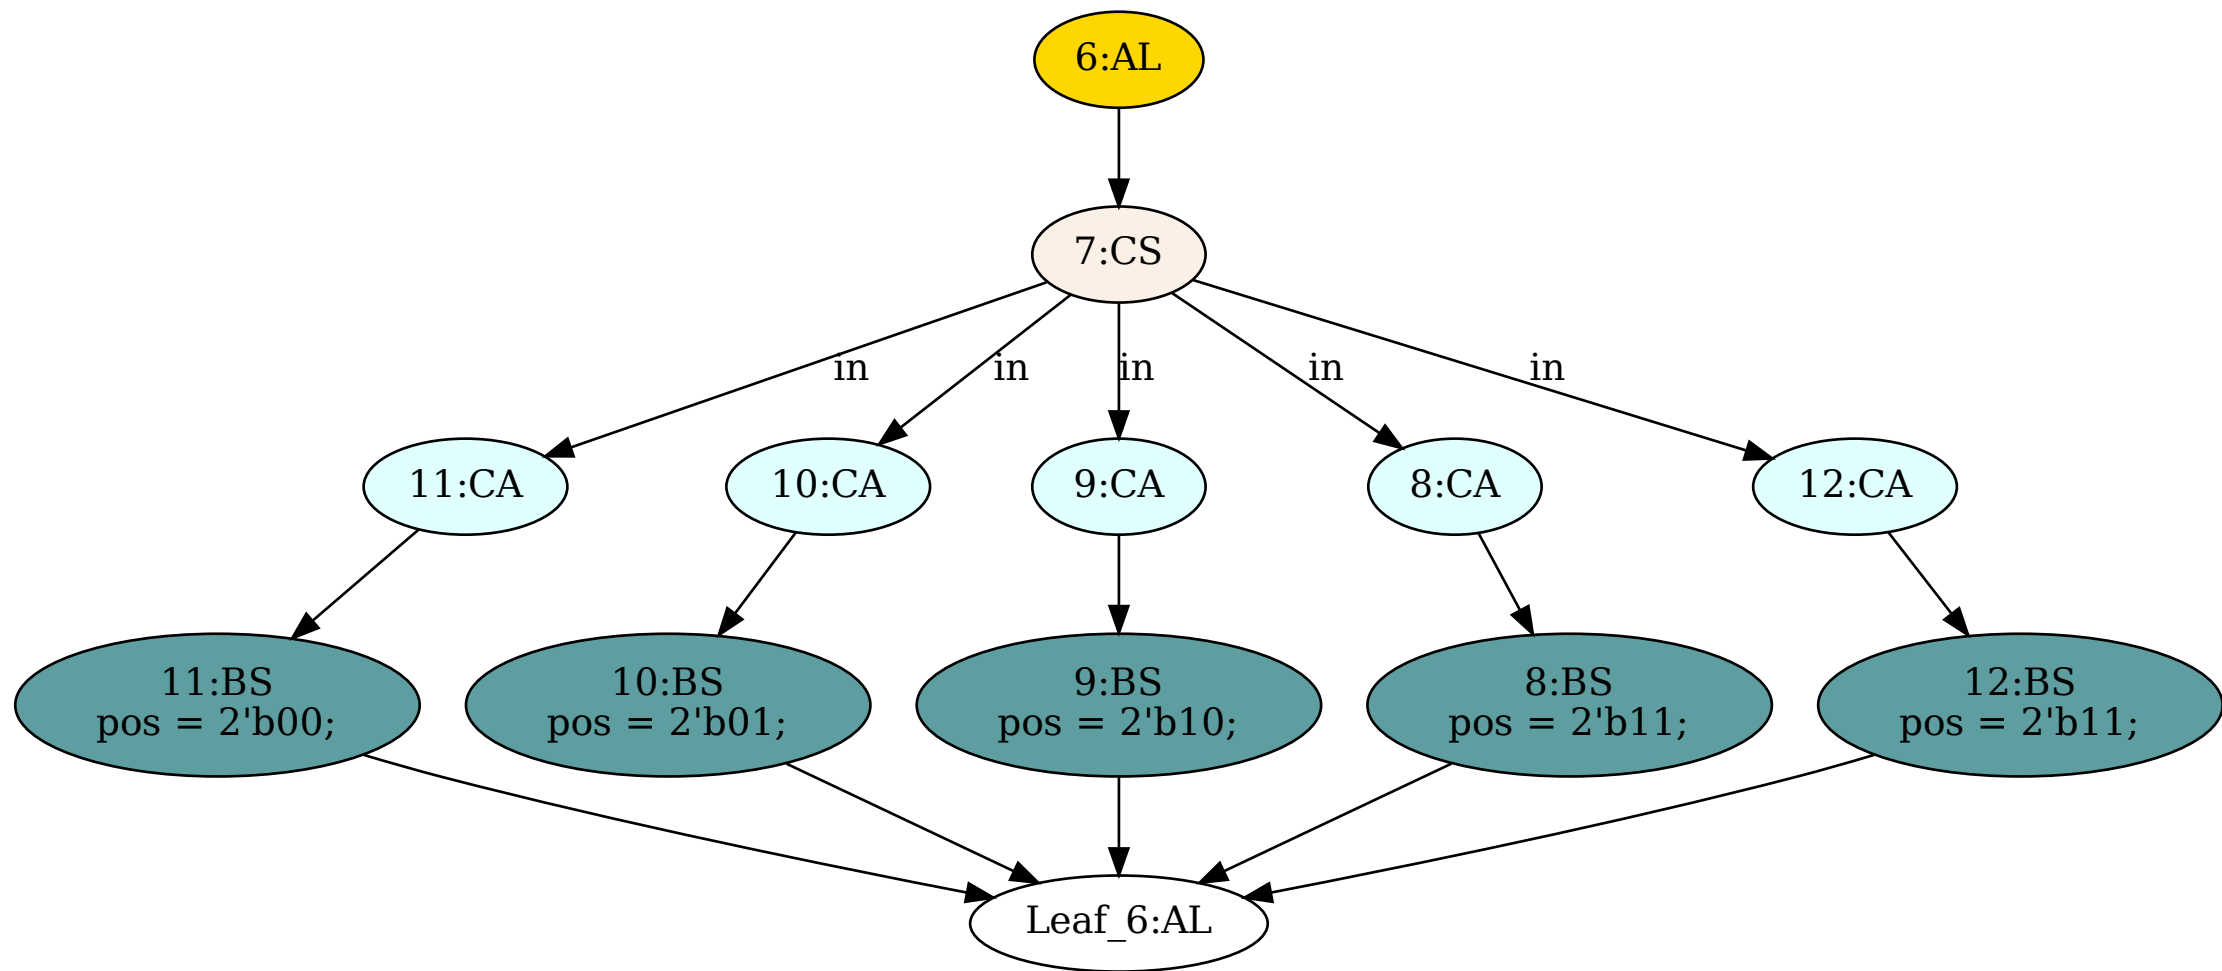 6:AL
7:CS
in
in
in
in
in
11:CA
10:CA
9:CA
8:CA
12:CA
11:BS
pos = 2'b00;
10:BS
pos = 2'b01;
9:BS
pos = 2'b10;
8:BS
pos = 2'b11;
12:BS
pos = 2'b11;
Leaf_6:AL